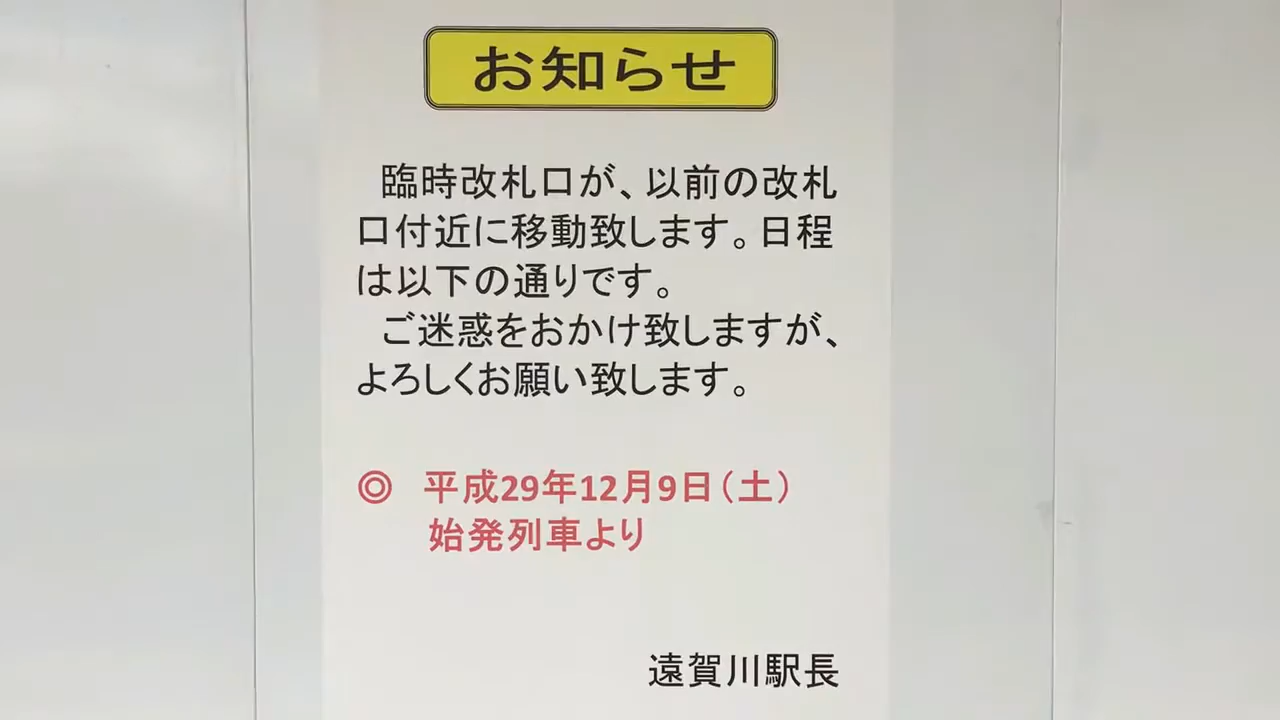 お知らせ
臨時改札口が、以前の改札
口付近に移動致します。日程
は以下の通りです。
ご迷惑をおかけ致しますが、
よろしくお願い致します。
◎ 平成29年12月9日（土）
始発列車より
遠賀川駅長